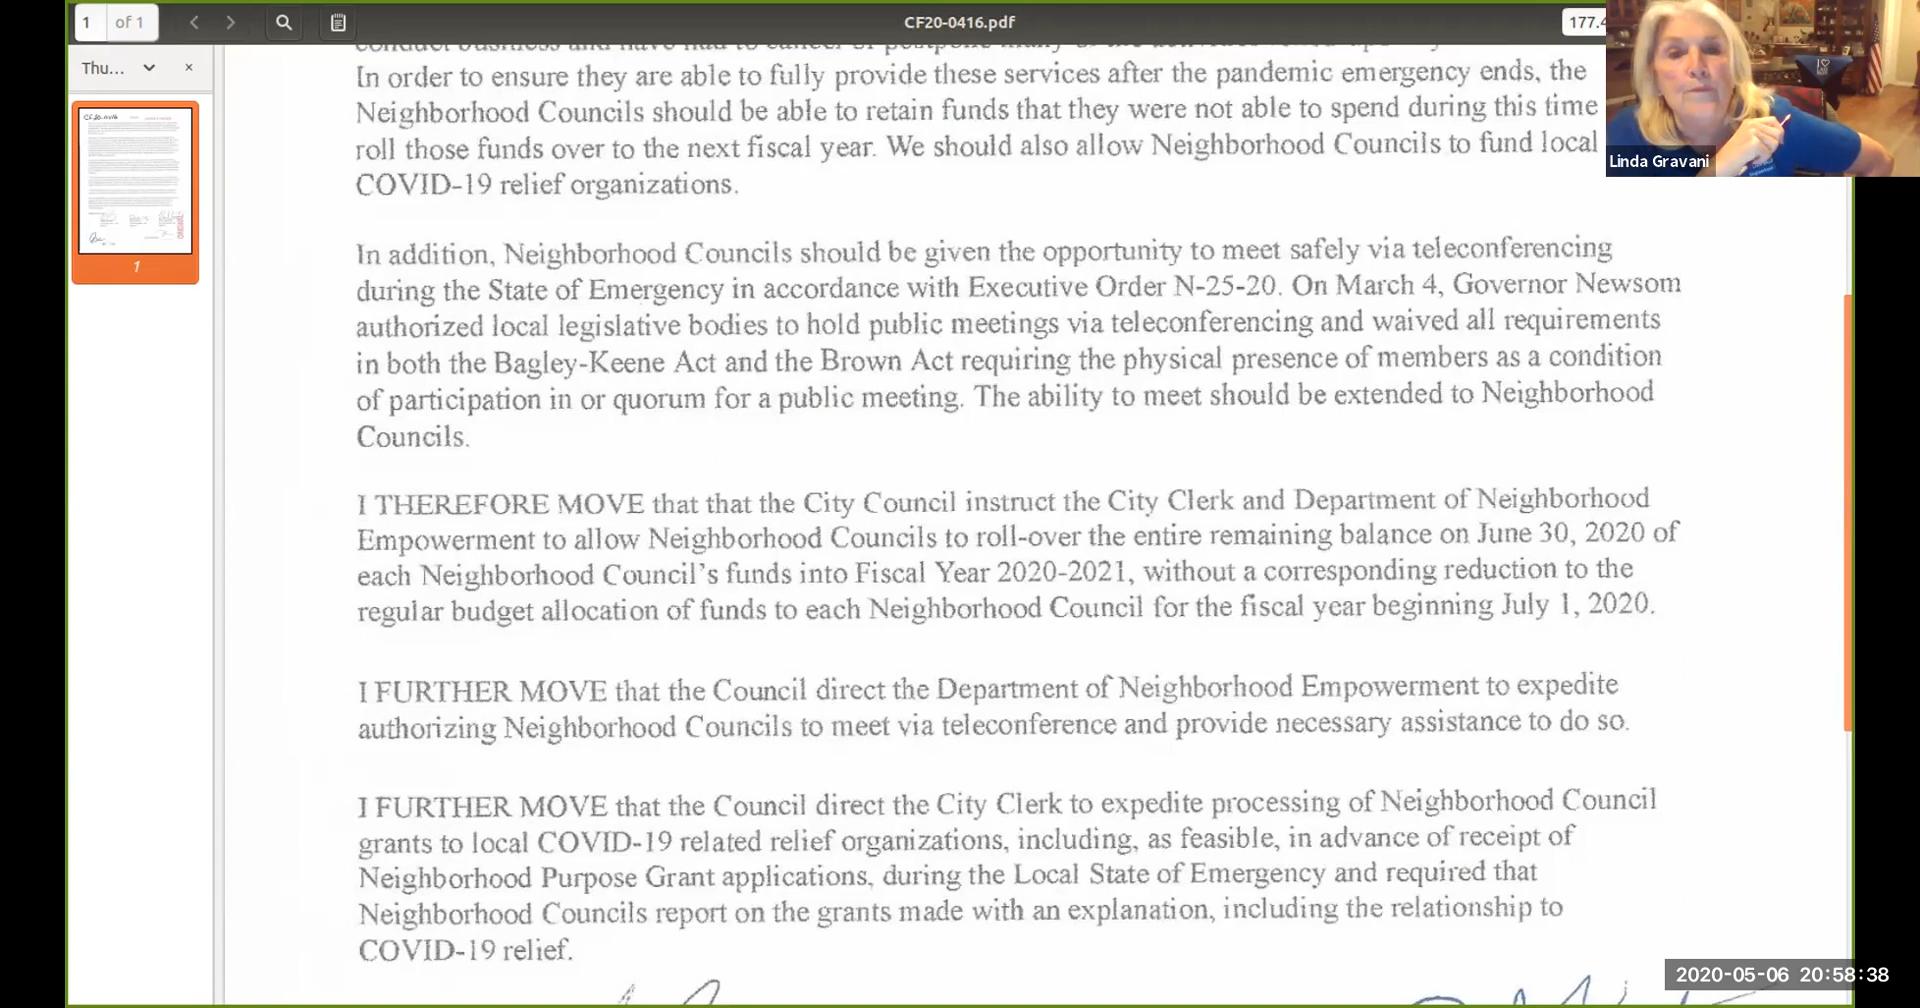 1 of 1
CF20-0416.pdf
177.4
Thu...
1
Linda Gravani
In order to ensure they are able to fully provide these services after the pandemic emergency ends, the
Neighborhood Councils should be able to retain funds that they were not able to spend during this time
roll those funds over to the next fiscal year. We should also allow Neighborhood Councils to fund local
COVID-19 relief organizations.
In addition, Neighborhood Councils should be given the opportunity to meet safely via teleconferencing
during the State of Emergency in accordance with Executive Order N-25-20. On March 4, Governor Newsom
authorized local legislative bodies to hold public meetings via teleconferencing and waived all requirements
in both the Bagley-Keene Act and the Brown Act requiring the physical presence of members as a condition
of participation in or quorum for a public meeting. The ability to meet should be extended to Neighborhood
Councils.
I THEREFORE MOVE that that the City Council instruct the City Clerk and Department of Neighborhood
Empowerment to allow Neighborhood Councils to roll-over the entire remaining balance on June 30, 2020 of
each Neighborhood Council's funds into Fiscal Year 2020-2021, without a corresponding reduction to the
regular budget allocation of funds to each Neighborhood Council for the fiscal year beginning July 1, 2020.
I FURTHER MOVE that the Council direct the Department of Neighborhood Empowerment to expedite
authorizing Neighborhood Councils to meet via teleconference and provide necessary assistance to do so.
I FURTHER MOVE that the Council direct the City Clerk to expedite processing of Neighborhood Council
grants to local COVID-19 related relief organizations, including, as feasible, in advance of receipt of
Neighborhood Purpose Grant applications, during the Local State of Emergency and required that
Neighborhood Councils report on the grants made with an explanation, including the relationship to
COVID-19 relief.
2020-05-06 20:58:38